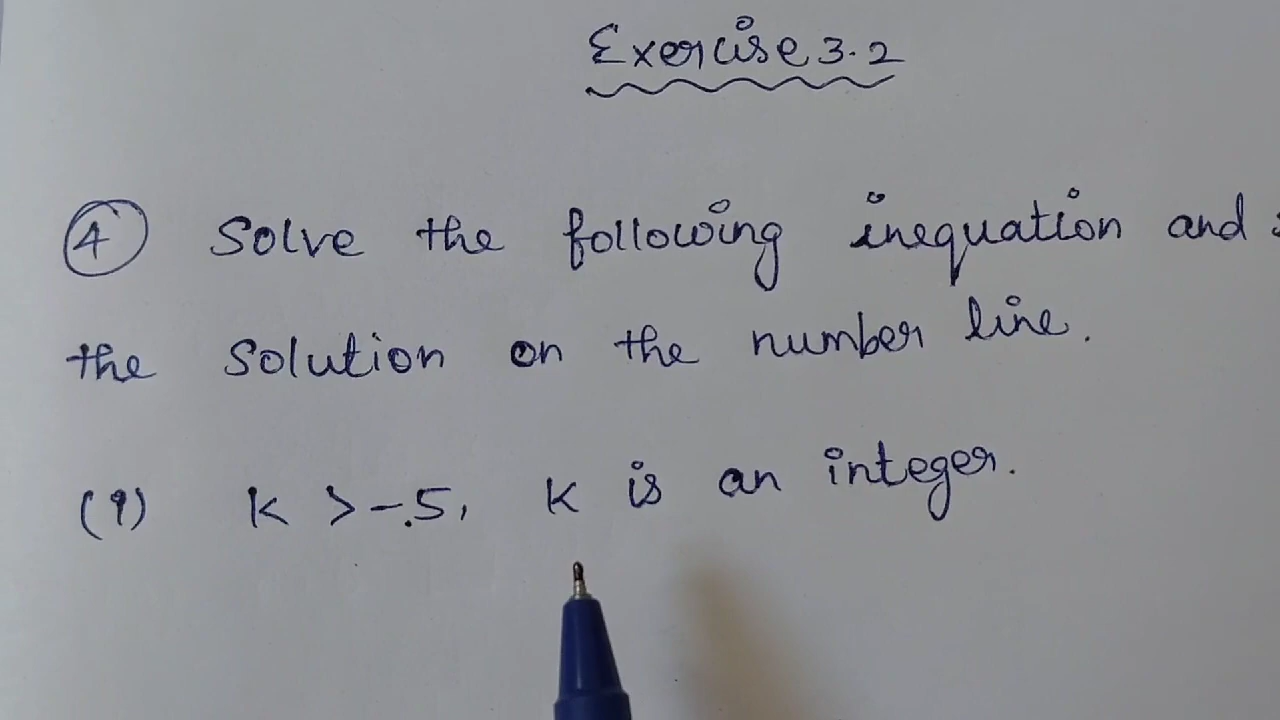 Exercise 3.2
4 Solve the following inequation and
the solution on the number line.
(i) K > -5, K is an integer.